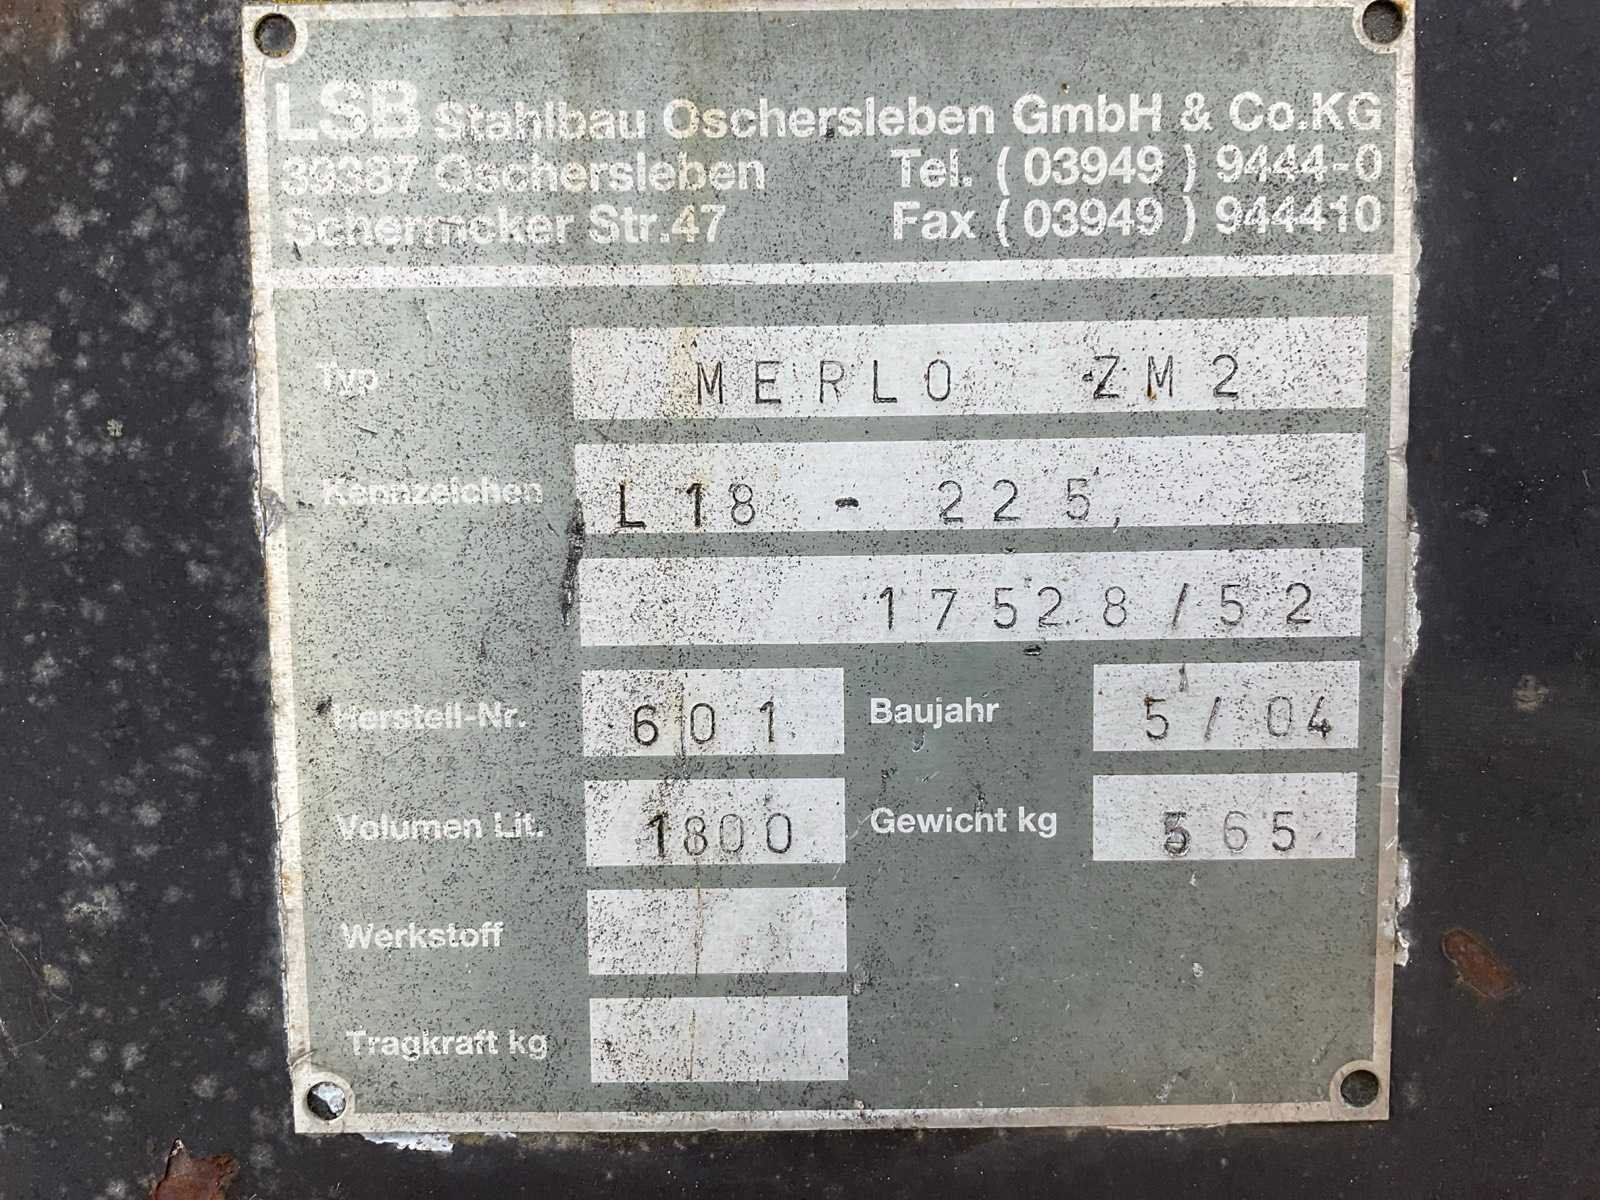 LSB Stahlbau Oschersleben GmbH & Co.KG
39387 Oschersleben Tel. ( 03949 ) 9444-0
Schermcker Str.47 Fax ( 03949 ) 944410
Typ MERLO ZM2
Kennzeichen L18 - 225,
17528/52
Herstell-Nr. 601 Baujahr 5/04
Volumen Lit. 1800 Gewicht kg 565
Werkstoff
Tragkraft kg